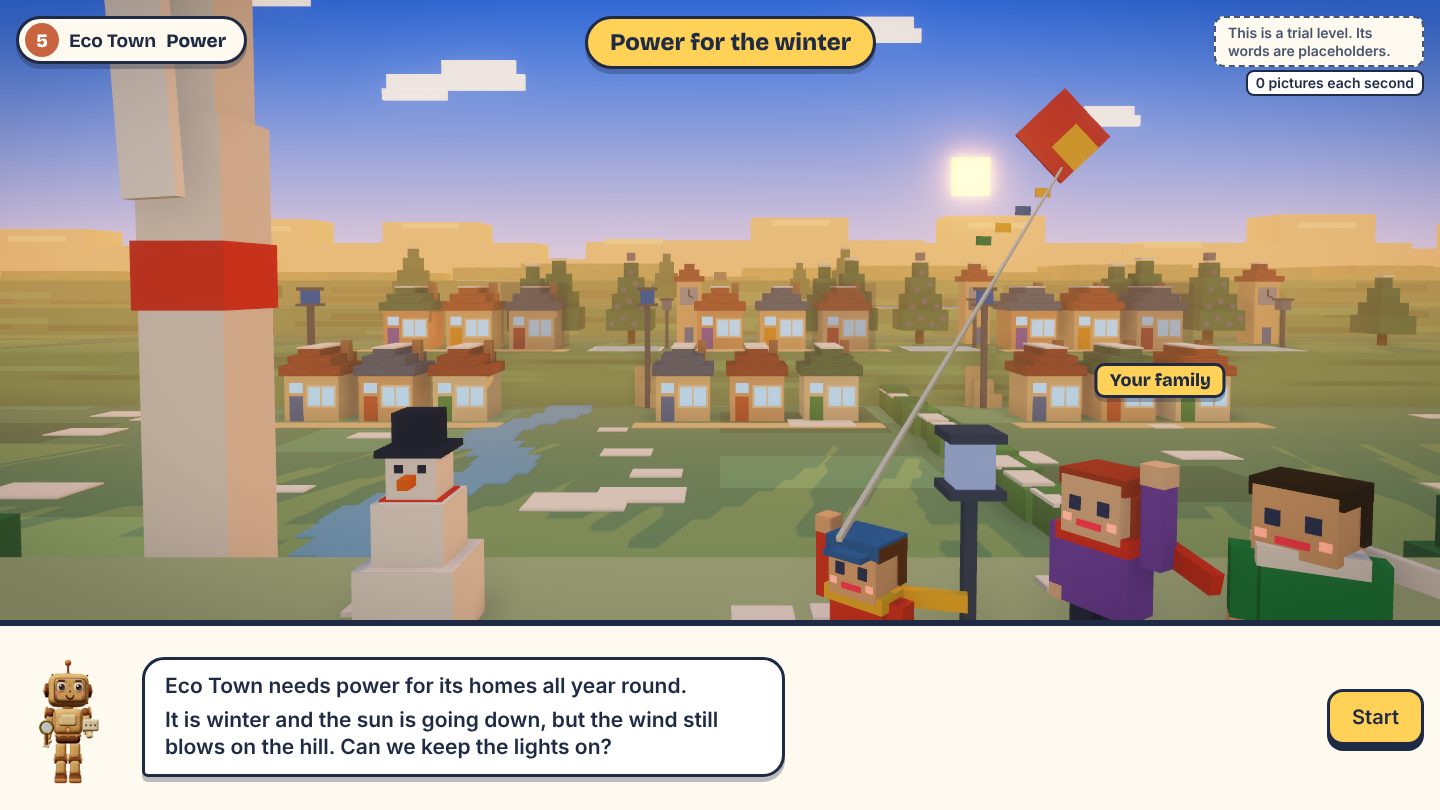 5 Eco Town Power
Power for the winter
This is a trial level. Its
words are placeholders.
0 pictures each second
Your family
Eco Town needs power for its homes all year round.
It is winter and the sun is going down, but the wind still
blows on the hill. Can we keep the lights on?
Start